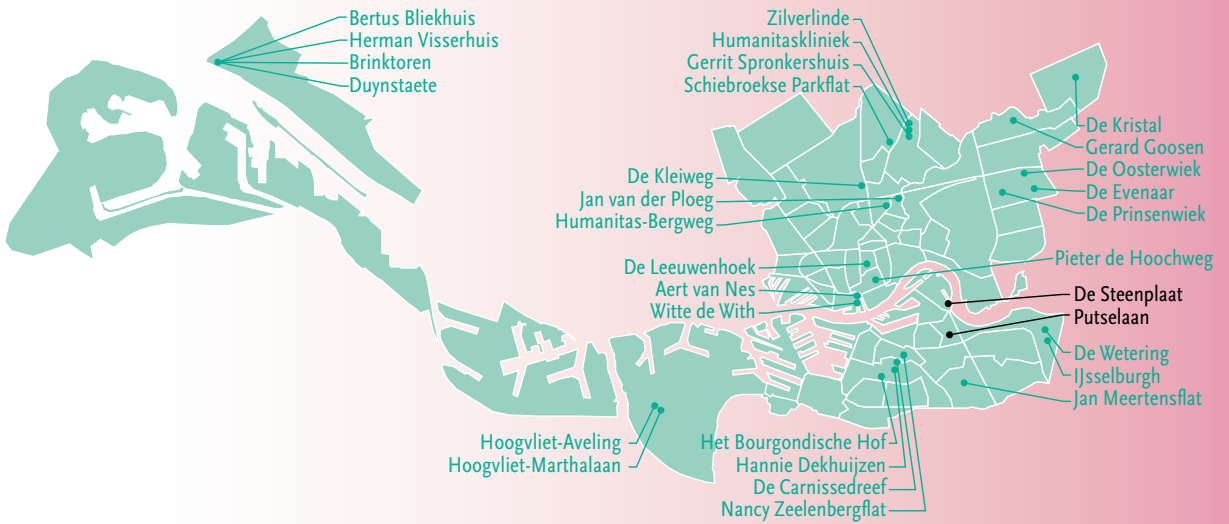 Bertus Bliekhuis
Herman Visserhuis
Brinktoren
Duynstaete
Zilverlinde
Humanitaskliniek
Gerrit Spronkershuis
Schiebroekse Parkflat
De Kristal
Gerard Goosen
De Oosterwiek
De Evenaar
De Prinsenwiek
De Kleiweg
Jan van der Ploeg
Humanitas-Bergweg
De Leeuwenhoek
Aert van Nes
Witte de With
Pieter de Hoochweg
De Steenplaat
Putselaan
De Wetering
IJsselburgh
Jan Meertensflat
Hoogvliet-Aveling
Hoogvliet-Marthalaan
Het Bourgondische Hof
Hannie Dekhuijzen
De Carnissedreef
Nancy Zeelenbergflat